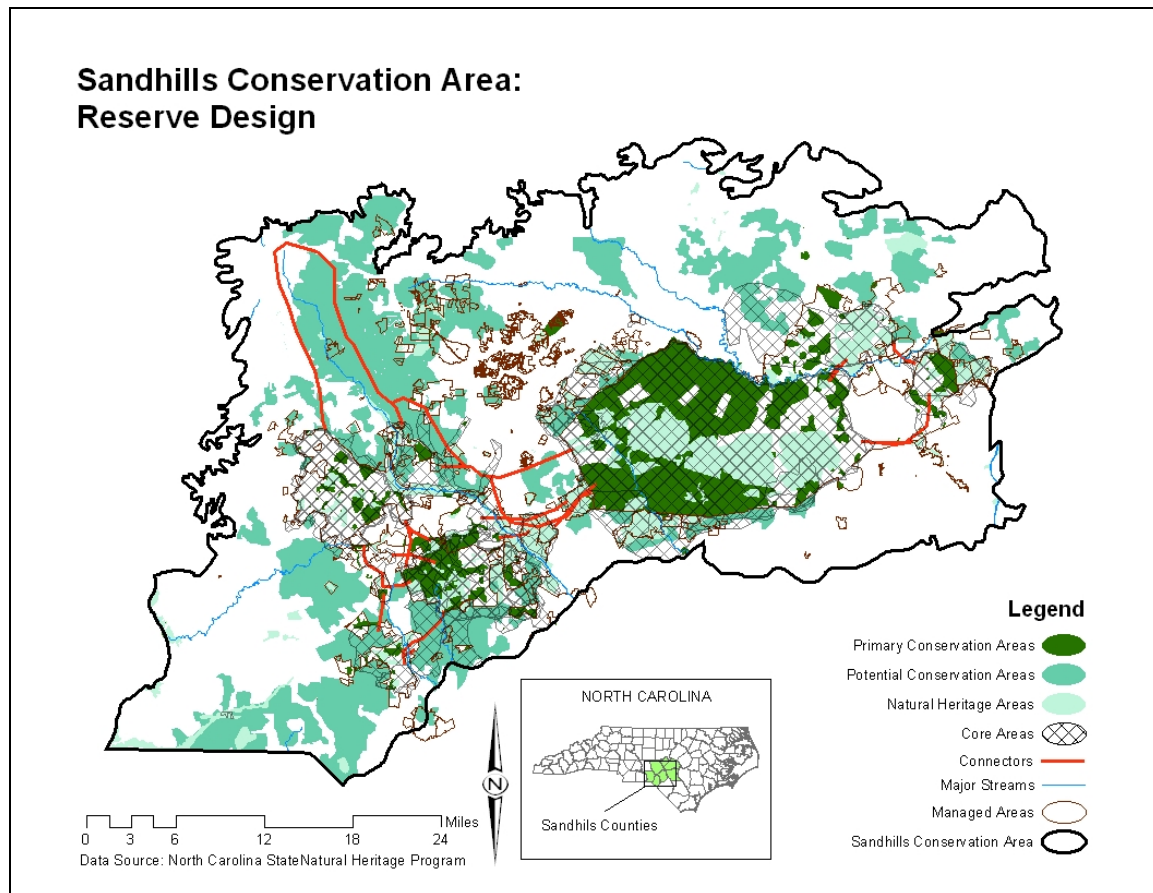 Sandhills Conservation Area:
Reserve Design
Legend
Primary Conservation Areas
Potential Conservation Areas
Natural Heritage Areas
Core Areas
Connectors
Major Streams
Managed Areas
Sandhills Conservation Area
NORTH CAROLINA
Sandhils Counties
N
Miles
0 3 6 12 18 24
Data Source: North Carolina StateNatural Heritage Program